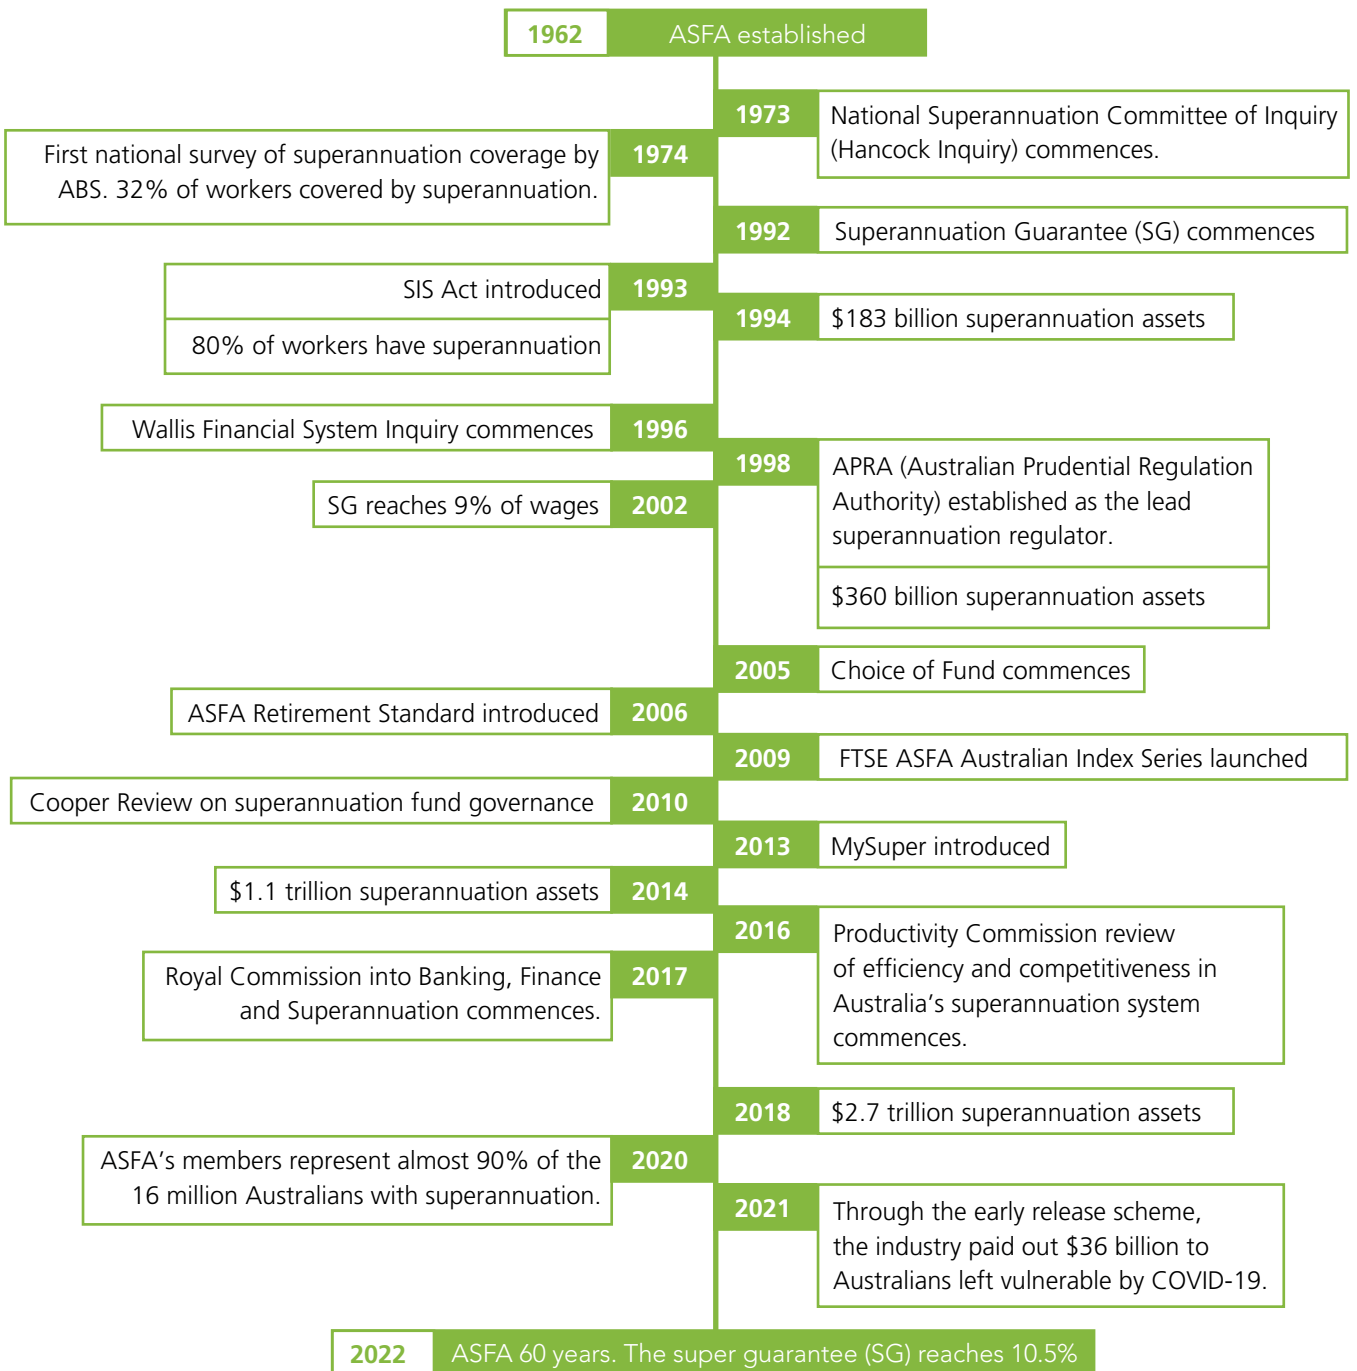 1962 ASFA established
1973 National Superannuation Committee of Inquiry
(Hancock Inquiry) commences.
First national survey of superannuation coverage by 1974
ABS. 32% of workers covered by superannuation.
1992 Superannuation Guarantee (SG) commences
SIS Act introduced 1993
80% of workers have superannuation
1994 $183 billion superannuation assets
Wallis Financial System Inquiry commences 1996
1998 APRA (Australian Prudential Regulation
Authority) established as the lead
superannuation regulator.
$360 billion superannuation assets
SG reaches 9% of wages 2002
2005 Choice of Fund commences
ASFA Retirement Standard introduced 2006
2009 FTSE ASFA Australian Index Series launched
Cooper Review on superannuation fund governance 2010
2013 MySuper introduced
$1.1 trillion superannuation assets 2014
2016 Productivity Commission review
of efficiency and competitiveness in
Australia’s superannuation system
commences.
Royal Commission into Banking, Finance 2017
and Superannuation commences.
2018 $2.7 trillion superannuation assets
ASFA’s members represent almost 90% of the 2020
16 million Australians with superannuation.
2021 Through the early release scheme,
the industry paid out $36 billion to
Australians left vulnerable by COVID-19.
2022 ASFA 60 years. The super guarantee (SG) reaches 10.5%